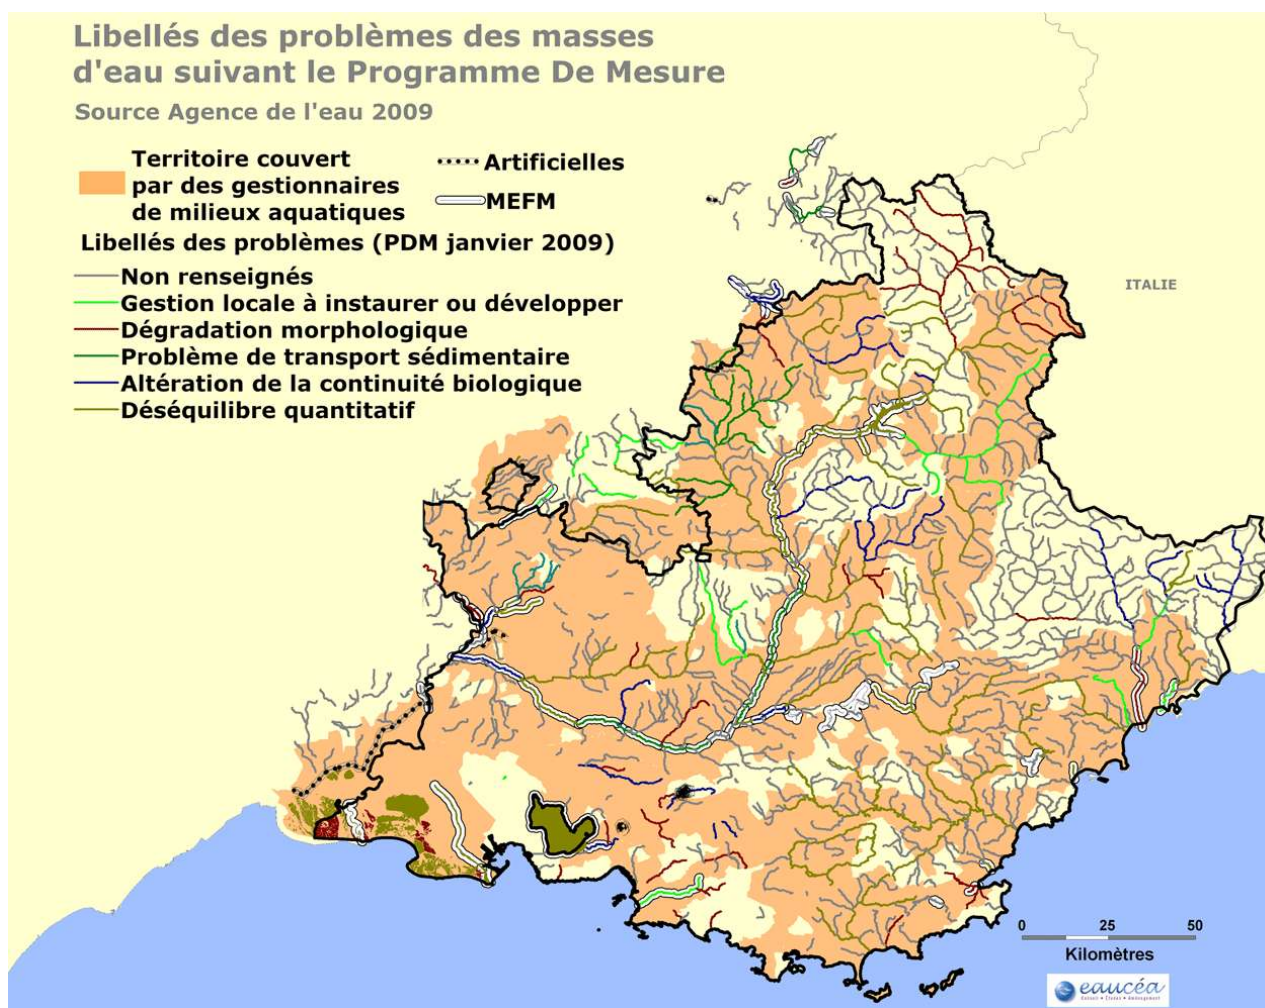 Libellés des problèmes des masses
d'eau suivant le Programme De Mesure
Source Agence de l'eau 2009
Territoire couvert
par des gestionnaires
de milieux aquatiques
Artificielles
MEFM
Libellés des problèmes (PDM janvier 2009)
Non renseignés
Gestion locale à instaurer ou développer
Dégradation morphologique
Problème de transport sédimentaire
Altération de la continuité biologique
Déséquilibre quantitatif
ITALIE
0 25 50
Kilomètres
eaucéa
Conseil • Etudes • Aménagement